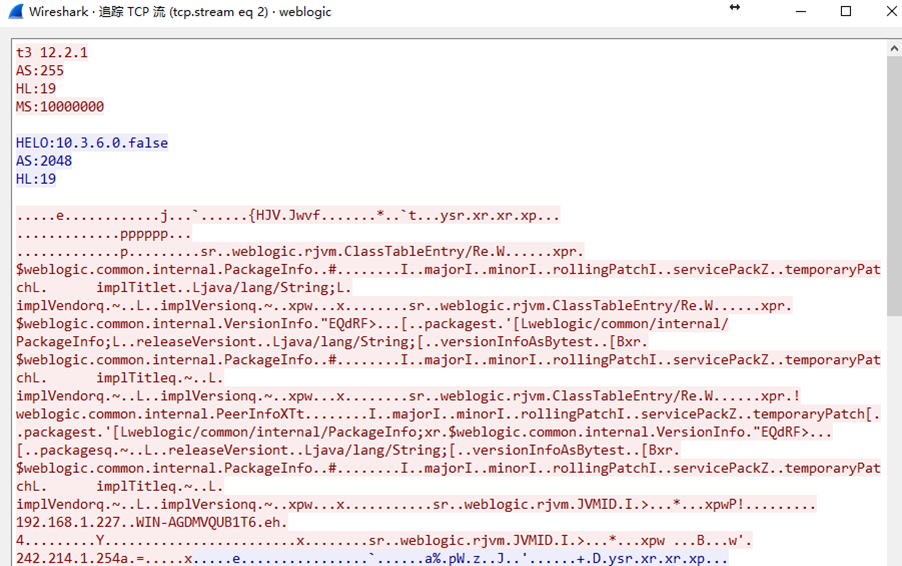 Wireshark · 追踪 TCP 流 (tcp.stream eq 2) · weblogic
t3 12.2.1
AS:255
HL:19
MS:10000000
HELO:10.3.6.0.false
AS:2048
HL:19
.....e............j...`......{HJV.Jwvf.......*..`t...ysr.xr.xr.xp...
.............pppppp...
.............p.........sr..weblogic.rjvm.ClassTableEntry/Re.W......xpr.
$weblogic.common.internal.PackageInfo..#........I..majorI..minorI..rollingPatchI..servicePackZ..temporaryPat
chL.      implTitlet..Ljava/lang/String;L.
implVendorq.~..L..implVersionq.~..xpw...x........sr..weblogic.rjvm.ClassTableEntry/Re.W......xpr.
$weblogic.common.internal.VersionInfo."EQdRF>...[..packagest.'[Lweblogic/common/internal/
PackageInfo;L..releaseVersiont..Ljava/lang/String;[..versionInfoAsBytest..[Bxr.
$weblogic.common.internal.PackageInfo..#........I..majorI..minorI..rollingPatchI..servicePackZ..temporaryPat
chL.      implTitleq.~..L.
implVendorq.~..L..implVersionq.~..xpw...x........sr..weblogic.rjvm.ClassTableEntry/Re.W......xpr.!
weblogic.common.internal.PeerInfoXTt........I..majorI..minorI..rollingPatchI..servicePackZ..temporaryPatch[.
.packagest.'[Lweblogic/common/internal/PackageInfo;xr.$weblogic.common.internal.VersionInfo."EQdRF>...
[..packagesq.~..L..releaseVersiont..Ljava/lang/String;[..versionInfoAsBytest..[Bxr.
$weblogic.common.internal.PackageInfo..#........I..majorI..minorI..rollingPatchI..servicePackZ..temporaryPat
chL.      implTitleq.~..L.
implVendorq.~..L..implVersionq.~..xpw...x...........sr..weblogic.rjvm.JVMID.I.>...*...xpwP!.........
192.168.1.227..WIN-AGDMVQUB1T6.eh.
4.........Y........................x........sr..weblogic.rjvm.JVMID.I.>...*...xpw ...B...w'.
242.214.1.254a.=.....x.....e................`......a%.pW.z..J..'......+.D.ysr.xr.xr.xp...